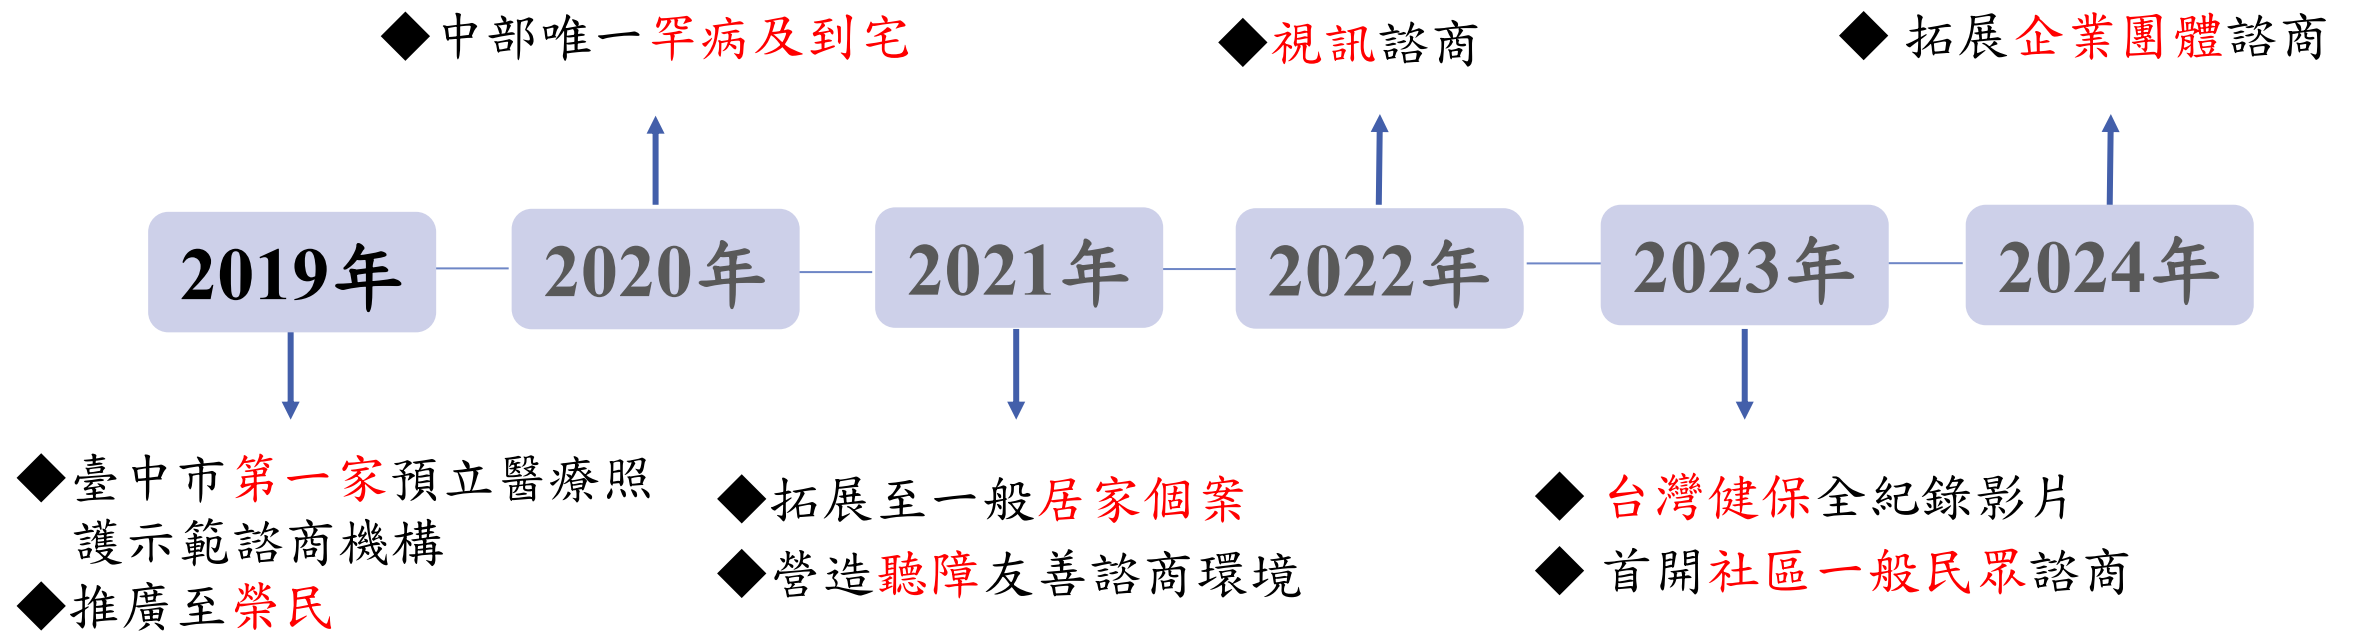 ◆中部唯一罕病及到宅
◆視訊諮商
◆ 拓展企業團體諮商
2019年
2020年
2021年
2022年
2023年
2024年
◆臺中市第一家預立醫療照
護示範諮商機構
◆推廣至榮民
◆拓展至一般居家個案
◆營造聽障友善諮商環境
◆ 台灣健保全紀錄影片
◆ 首開社區一般民眾諮商